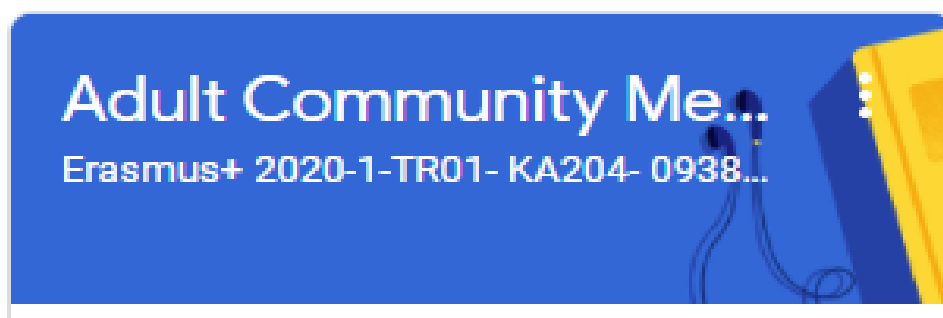 Adult Community Me...
Erasmus+ 2020-1-TR01- KA204- 0938...